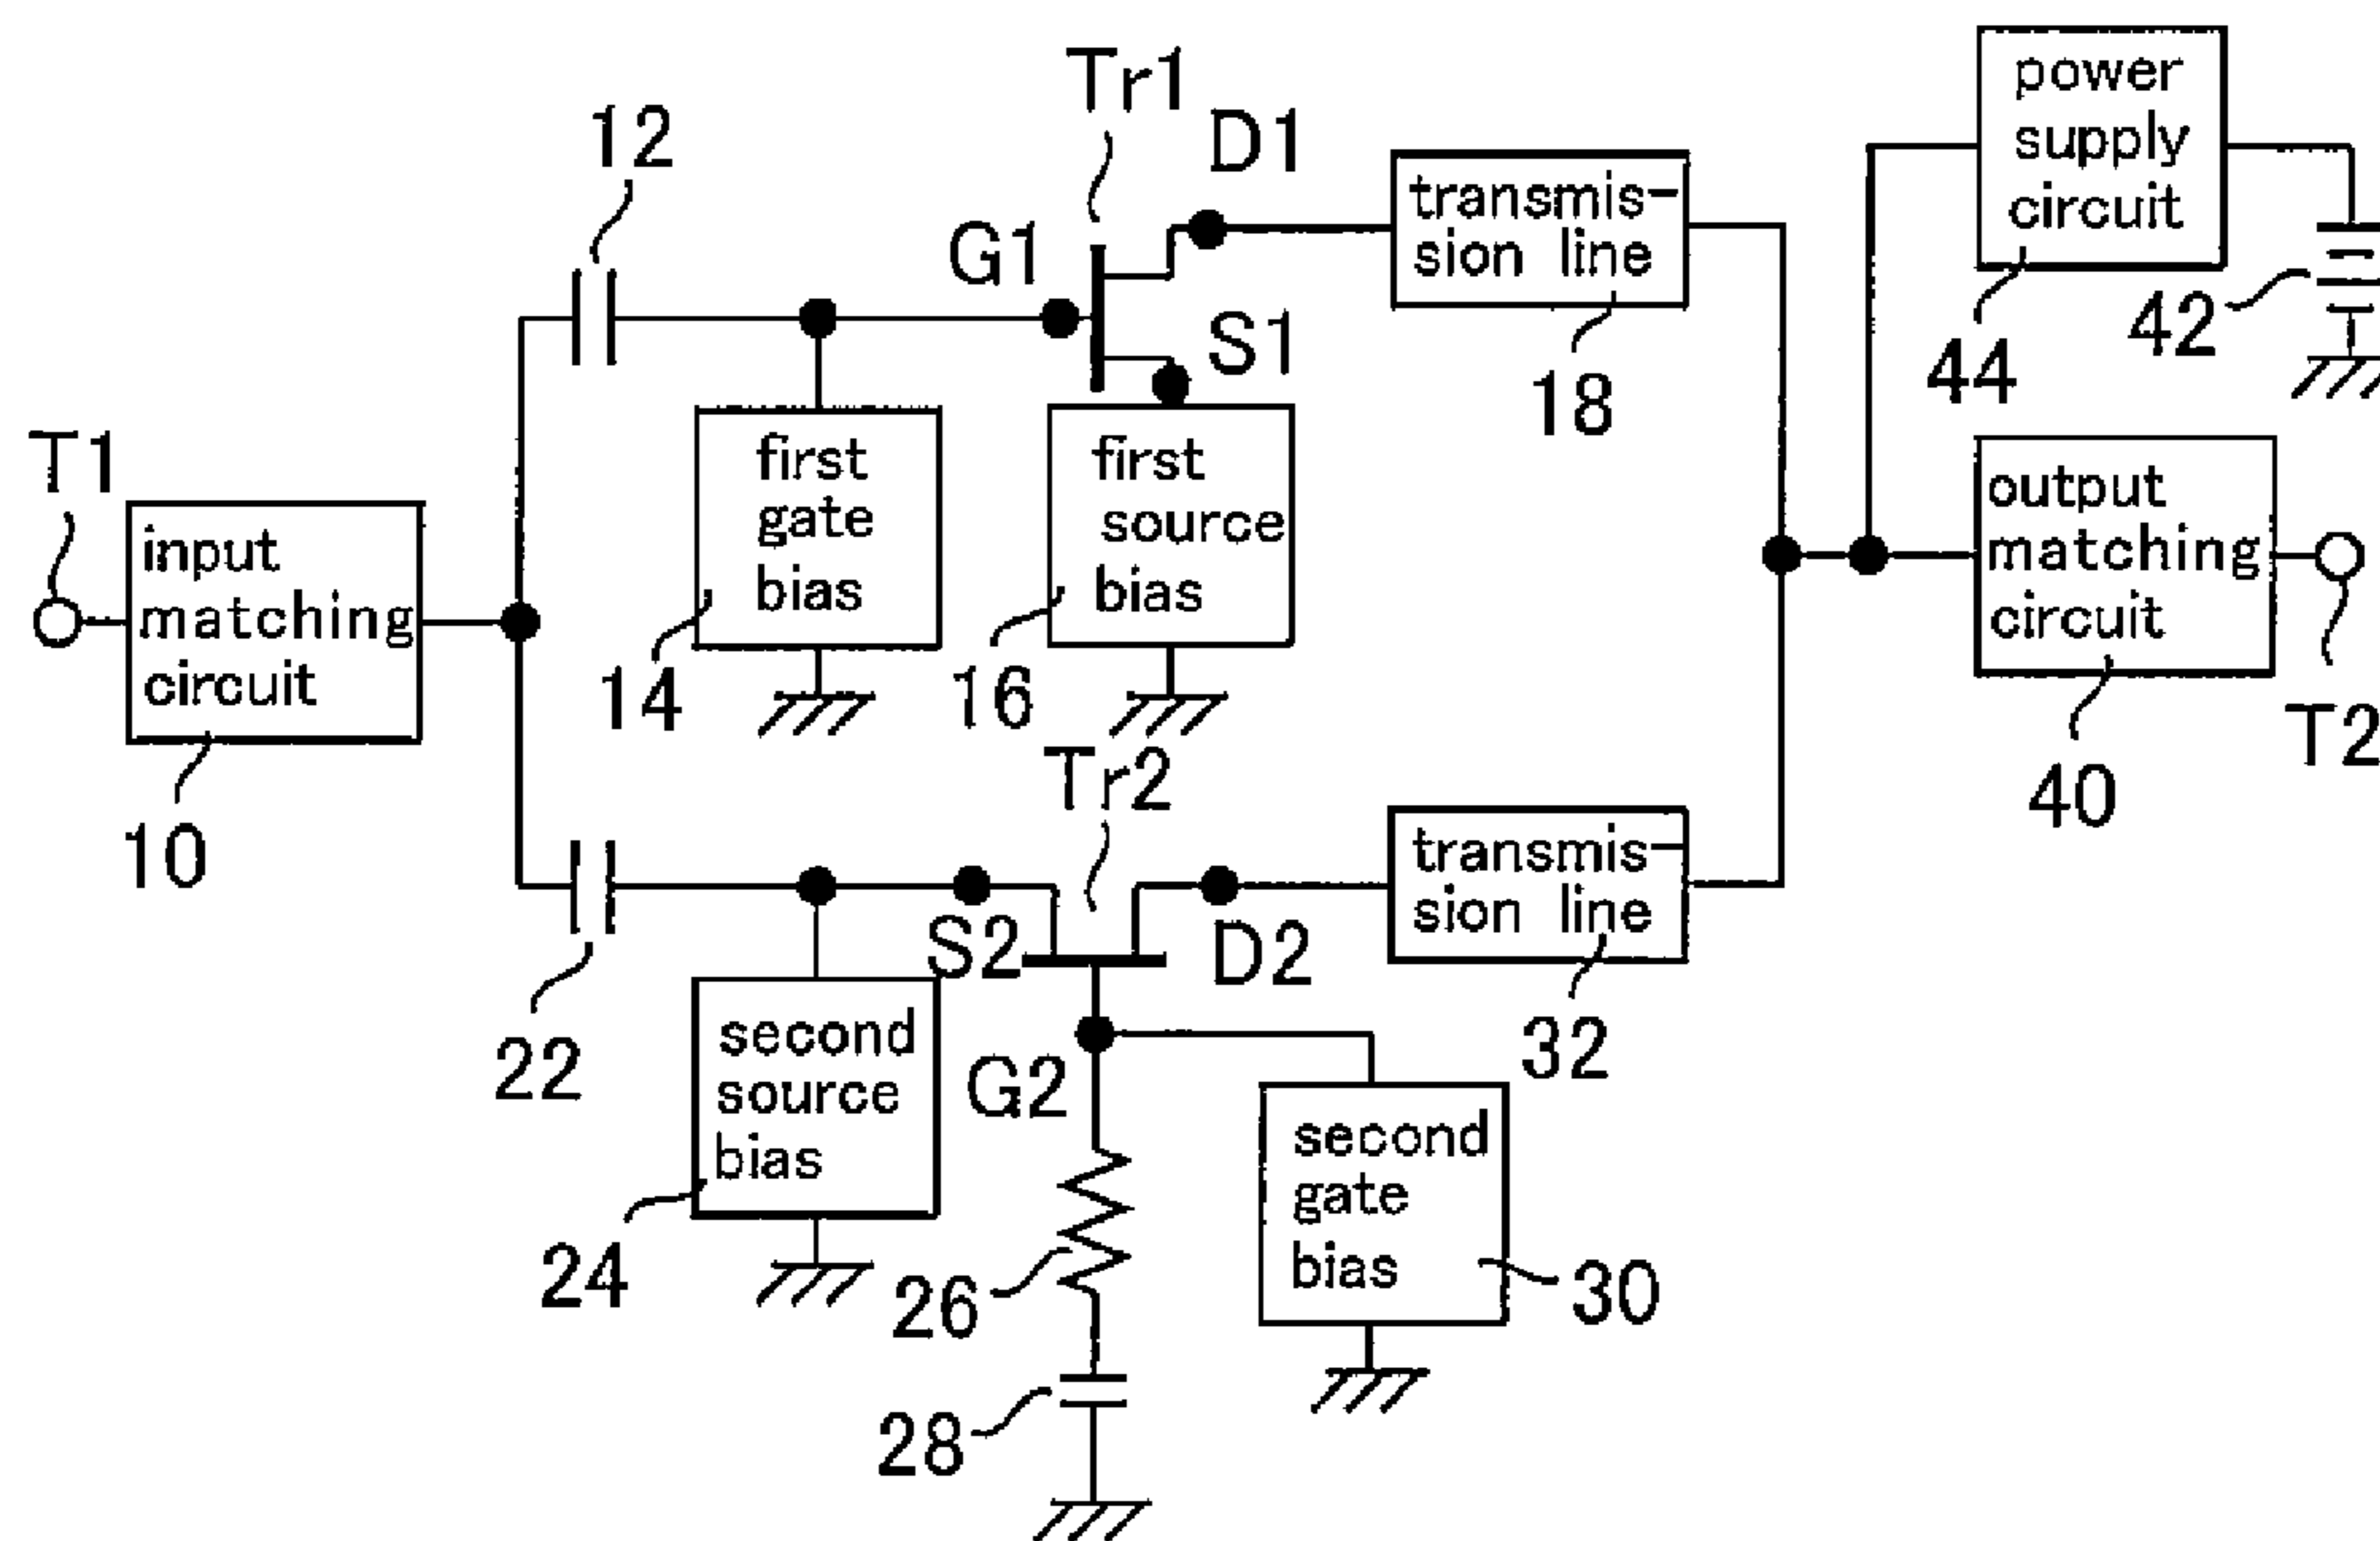 Tr1
power
supply
circuit
12
D1
transmis-
sion line
G1
S1
42
44
18
T1
first
gate
bias
first
source
bias
output
matching
circuit
input
matching
circuit
14
16
T2
Tr2
40
10
transmis-
sion line
S2
D2
22
second
source
bias
G2
32
second
gate
bias
24
26
30
28